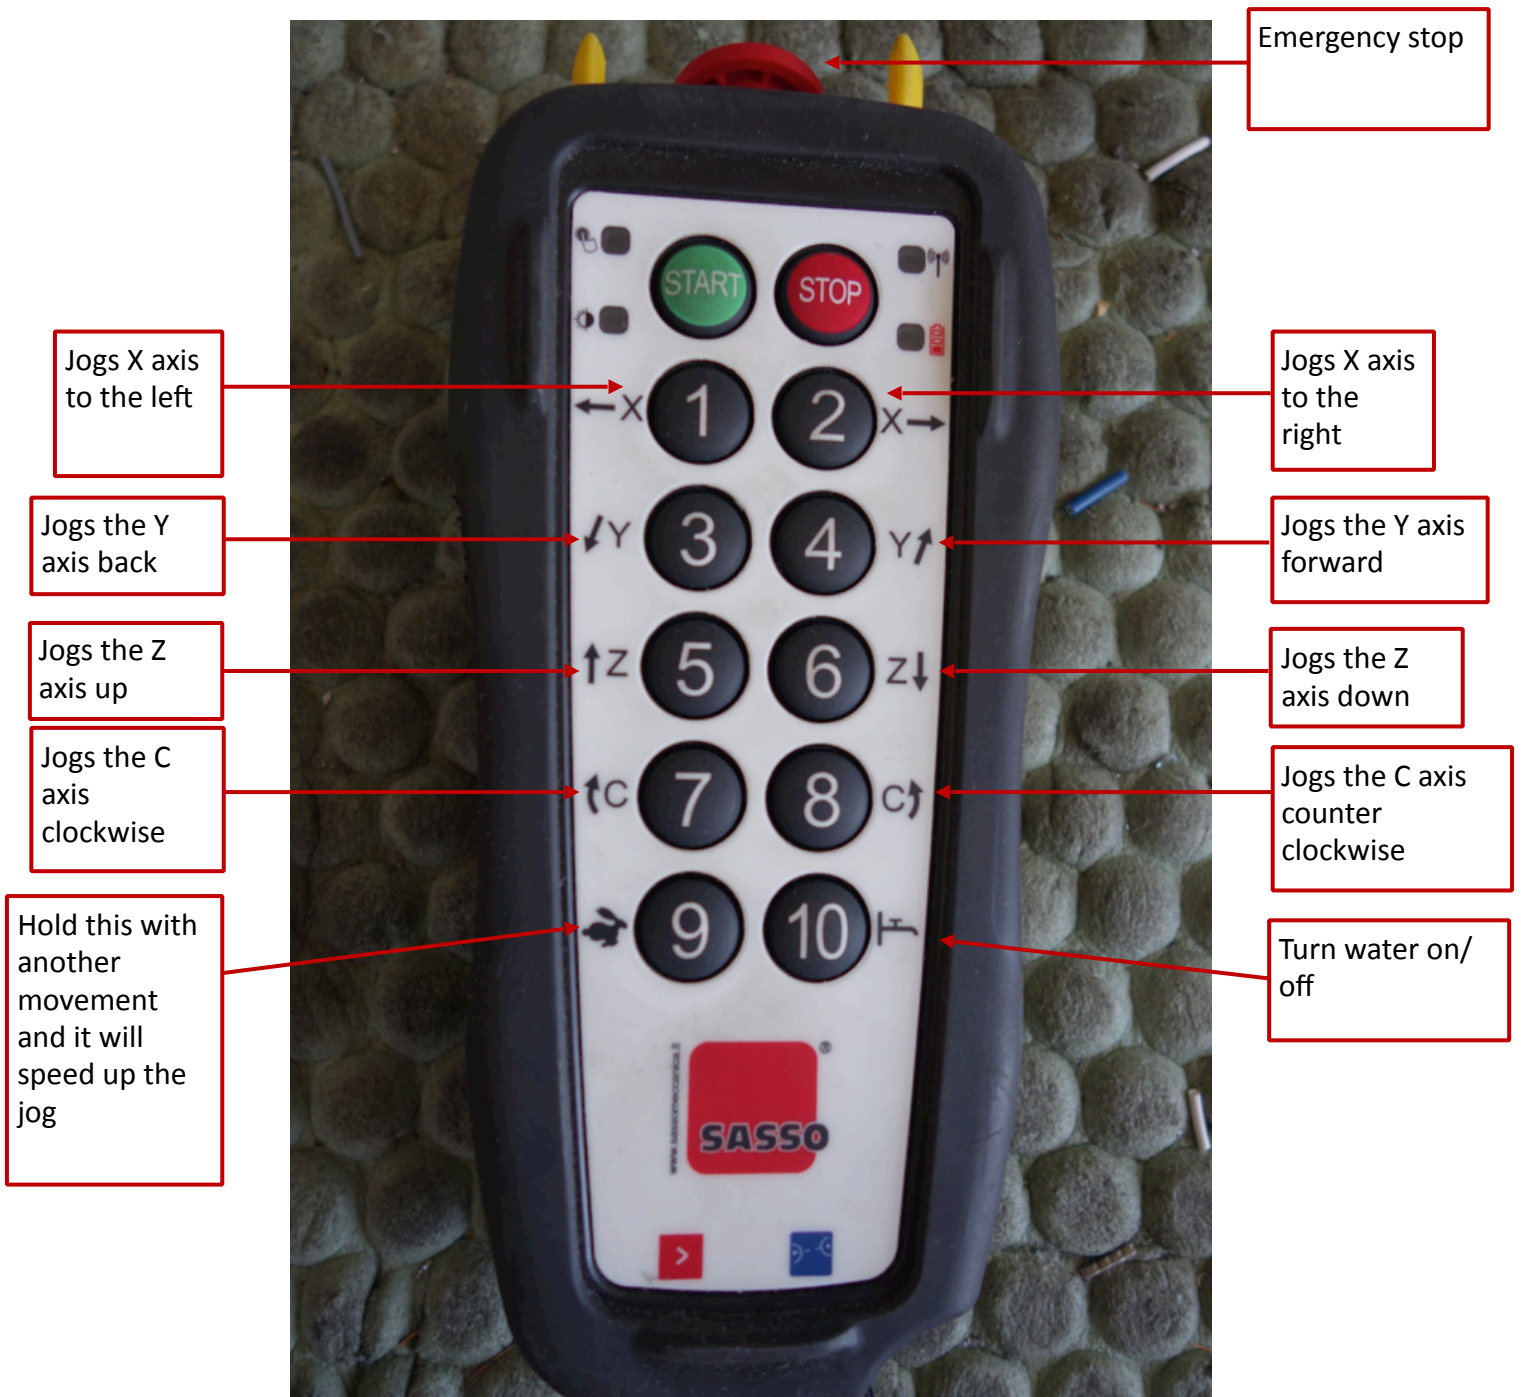 Emergency stop
START
STOP
Jogs X axis
to the left
X
1
2
X
Jogs X axis
to the
right
Jogs the Y
axis back
Y
3
4
Y
Jogs the Y axis
forward
Jogs the Z
axis up
Z
5
6
Z
Jogs the Z
axis down
Jogs the C
axis
clockwise
C
7
8
C
Jogs the C axis
counter
clockwise
Hold this with
another
movement
and it will
speed up the
jog
9
10
Turn water on/
off
www.sassomeccanica.it
®
SASSO